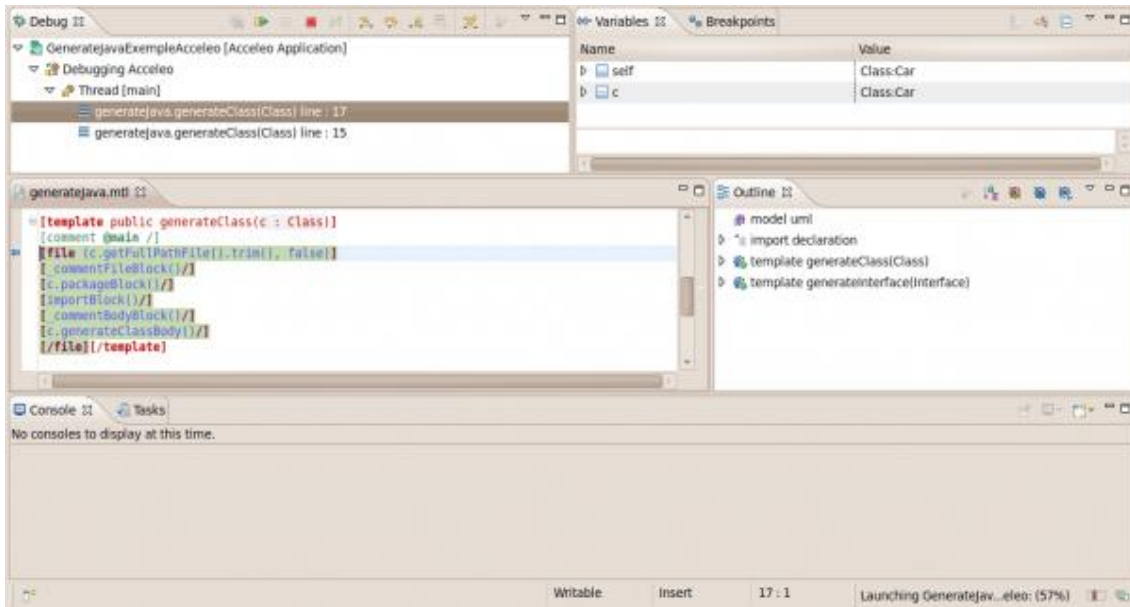 Debug
GenerateJavaExempleAcceleo [Acceleo Application]
Debugging Acceleo
Thread [main]
generateJava.generateClass(Class) line : 17
generateJava.generateClass(Class) line : 15
Variables
Breakpoints
Name Value
self Class:Car
c Class:Car
generateJava.mtl
[template public generateClass(c : Class)]
[comment @main /]
[file (c.getFullPathFile().trim(), false)]
[_commentFileBlock()/]
[c.packageBlock()/]
[importBlock()/]
[_commentBodyBlock()/]
[c.generateClassBody()/]
[/file][/template]
Outline
model uml
import declaration
template generateClass(Class)
template generateInterface(Interface)
Console
Tasks
No consoles to display at this time.
Writable Insert 17 : 1 Launching GenerateJav...eleo: (57%)